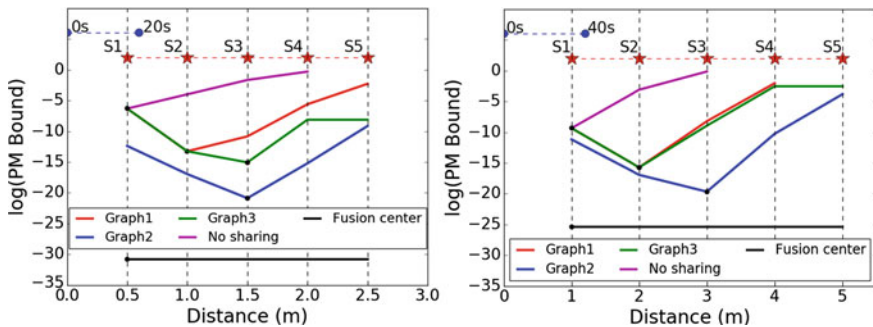 0s 20s
S1 S2 S3 S4 S5
0
−5
−10
−15
−20
−25
−30
−35
log(PM Bound)
Graph1 Graph3 Fusion center
Graph2 No sharing
0.0 0.5 1.0 1.5 2.0 2.5 3.0
Distance (m)
0s 40s
S1 S2 S3 S4 S5
0
−5
−10
−15
−20
−25
−30
−35
log(PM Bound)
Graph1 Graph3 Fusion center
Graph2 No sharing
0 1 2 3 4 5
Distance (m)